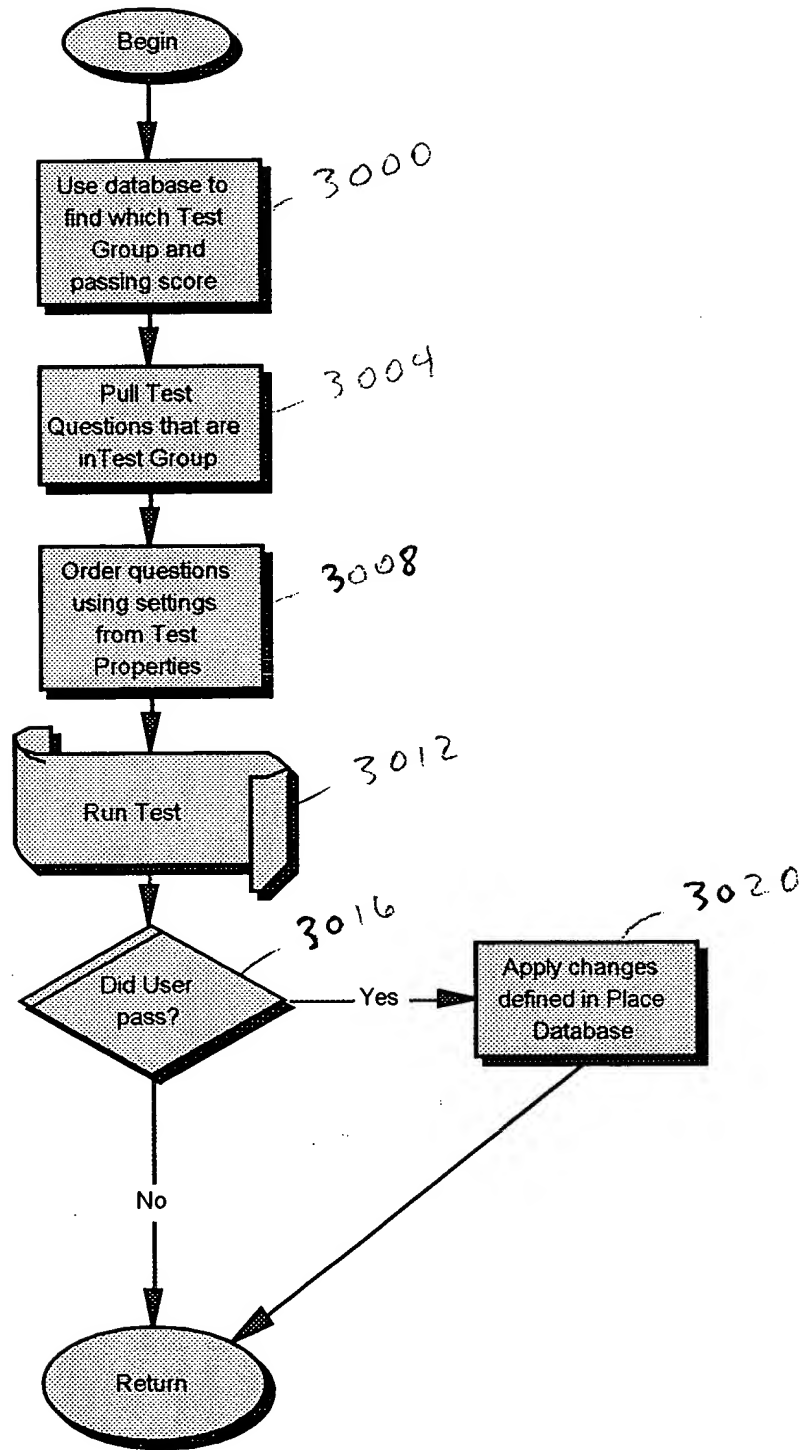 Begin
Use database to
find which Test
Group and
passing score
3000
Pull Test
Questions that are
inTest Group
3004
Order questions
using settings
from Test
Properties
3008
Run Test
3012
Did User
pass?
3016
Yes
Apply changes
defined in Place
Database
3020
No
Return